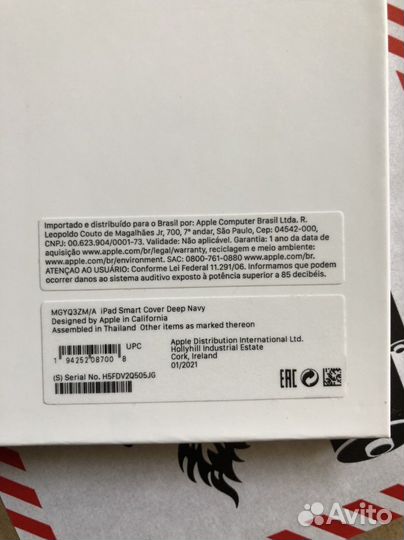 Importado e distribuído para o Brasil por: Apple Computer Brasil Ltda. R.
Leopoldo Couto de Magalhães Jr, 700, 7º andar, São Paulo, Cep: 04542-000,
CNPJ: 00.623.904/0001-73, Validade: Não aplicável. Garantia: 1 ano da data de
aquisição: www.apple.com/br/legal/warranty, reciclagem e meio ambiente:
www.apple.com/br/environment. SAC: 0800-761-0880 www.apple.com/br.
ATENÇAO AO USUÁRIO: Conforme Lei Federal 11.291/06. Informamos que podem
ocorrer danos ao sistema auditivo exposto à potência superior a 85 decibéis.
MGYQ3ZM/A iPad Smart Cover Deep Navy
Designed by Apple in California
Assembled in Thailand Other items as marked thereon
UPC
1 94252 08700 8
(S) Serial No. H5FDV2Q505JG
Apple Distribution International Ltd.
Hollyhill Industrial Estate
Cork, Ireland
01/2021
EAC
Avito